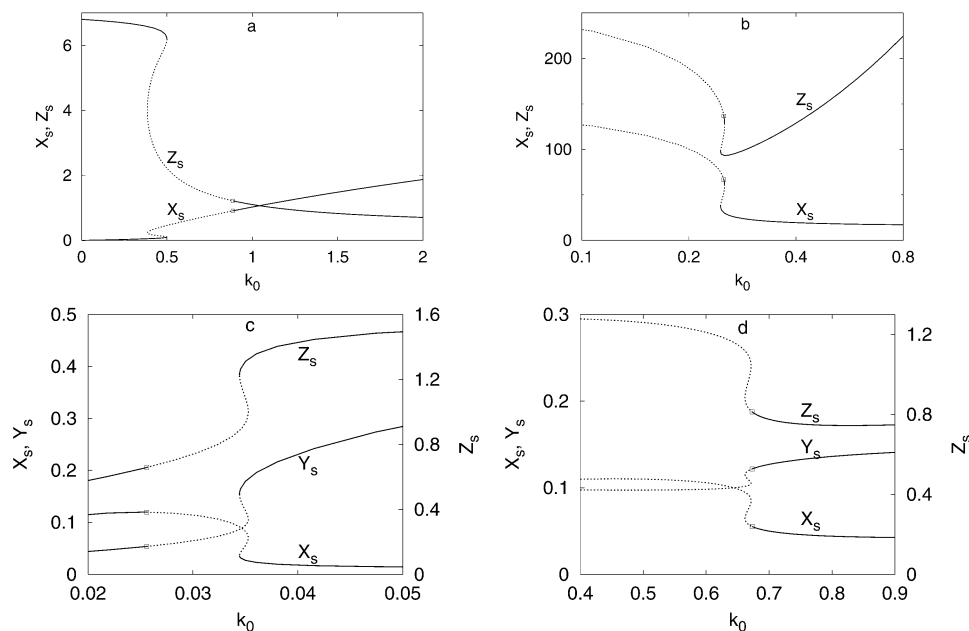 a
6
4
2
0
X_s, Z_s
Z_s
X_s
0 0.5 1 1.5 2
k_0
b
200
150
100
50
0
X_s, Z_s
Z_s
X_s
0.1 0.2 0.4 0.8
k_0
c
0.5
0.4
0.3
0.2
0.1
0
X_s, Y_s
1.6
1.2
0.8
0.4
0
Z_s
Z_s
Y_s
X_s
0.02 0.03 0.04 0.05
k_0
d
0.3
0.2
0.1
0
X_s, Y_s
1.2
0.8
0.4
0
Z_s
Z_s
Y_s
X_s
0.4 0.5 0.6 0.7 0.8 0.9
k_0